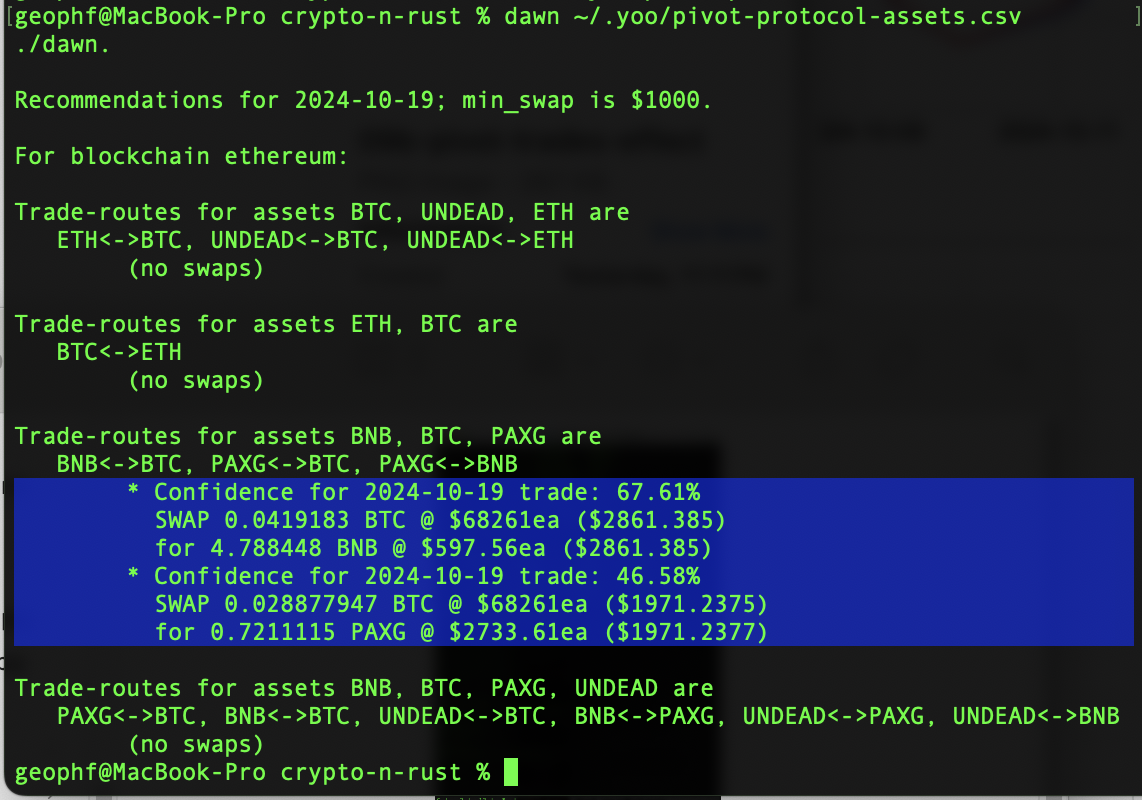 [geophf@MacBook-Pro crypto-n-rust % dawn ~/.yoo/pivot-protocol-assets.csv ]
./dawn.
Recommendations for 2024-10-19; min_swap is $1000.
For blockchain ethereum:
Trade-routes for assets BTC, UNDEAD, ETH are
ETH<->BTC, UNDEAD<->BTC, UNDEAD<->ETH
(no swaps)
Trade-routes for assets ETH, BTC are
BTC<->ETH
(no swaps)
Trade-routes for assets BNB, BTC, PAXG are
BNB<->BTC, PAXG<->BTC, PAXG<->BNB
* Confidence for 2024-10-19 trade: 67.61%
SWAP 0.0419183 BTC @ $68261ea ($2861.385)
for 4.788448 BNB @ $597.56ea ($2861.385)
* Confidence for 2024-10-19 trade: 46.58%
SWAP 0.028877947 BTC @ $68261ea ($1971.2375)
for 0.7211115 PAXG @ $2733.61ea ($1971.2377)
Trade-routes for assets BNB, BTC, PAXG, UNDEAD are
PAXG<->BTC, BNB<->BTC, UNDEAD<->BTC, BNB<->PAXG, UNDEAD<->PAXG, UNDEAD<->BNB
(no swaps)
geophf@MacBook-Pro crypto-n-rust %